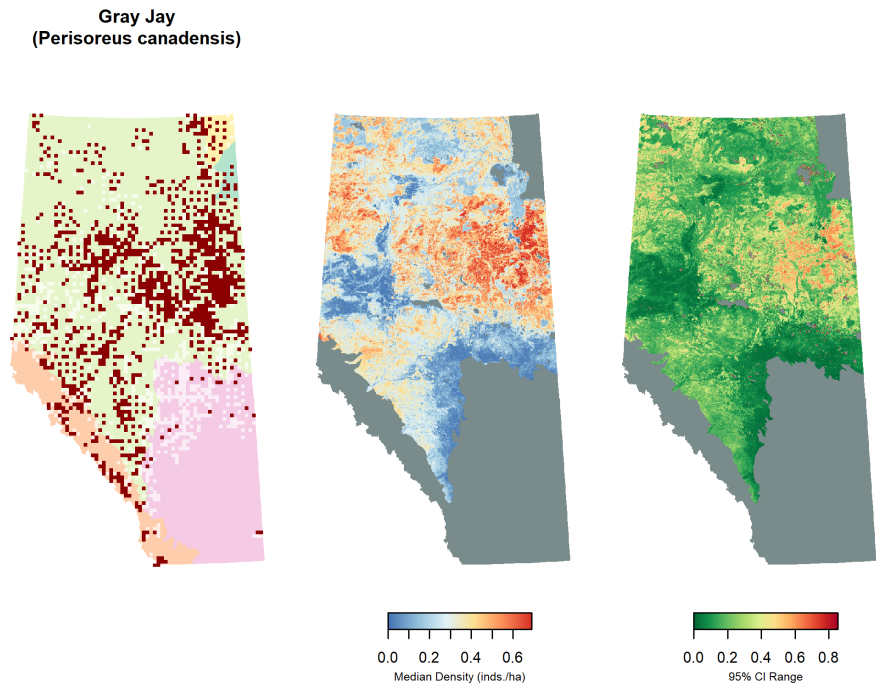 Gray Jay
(Perisoreus canadensis)
0.0 0.2 0.4 0.6
Median Density (inds./ha)
0.0 0.2 0.4 0.6 0.8
95% CI Range